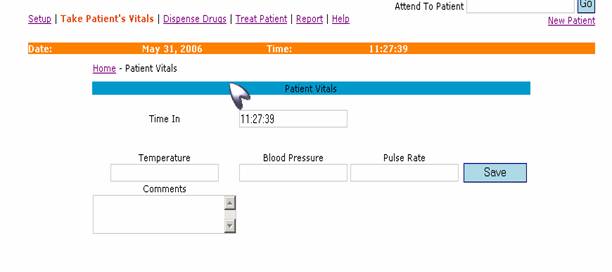 Attend To Patient Go
Setup | Take Patient's Vitals | Dispense Drugs | Treat Patient | Report | Help
New Patient
Date: May 31, 2006 Time: 11:27:39
Home - Patient Vitals
Patient Vitals
Time In 11:27:39
Temperature Blood Pressure Pulse Rate
Save
Comments